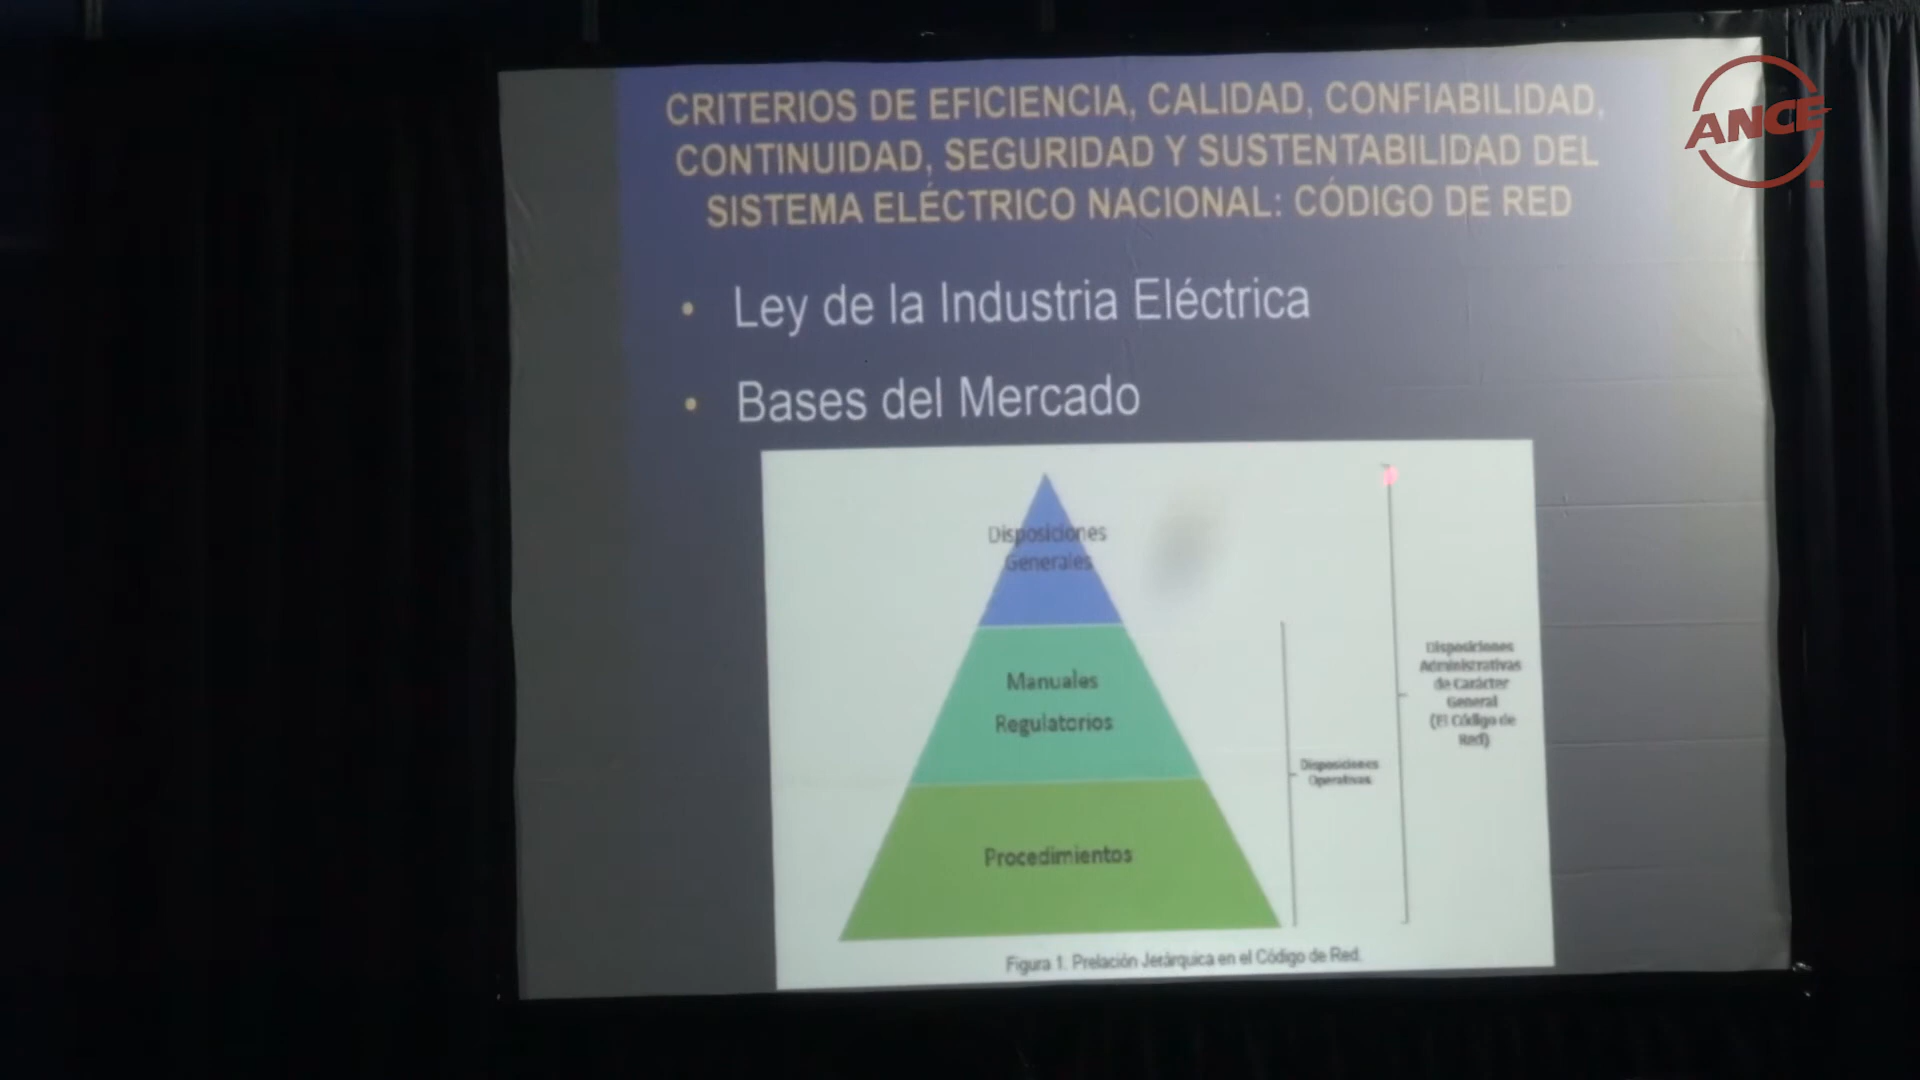 CRITERIOS DE EFICIENCIA, CALIDAD, CONFIABILIDAD,
CONTINUIDAD, SEGURIDAD Y SUSTENTABILIDAD DEL
SISTEMA ELÉCTRICO NACIONAL: CÓDIGO DE RED
ANCE
• Ley de la Industria Eléctrica
• Bases del Mercado
Disposiciones
Generales
Manuales
Regulatorios
Procedimientos
Disposiciones
Operativas
Disposiciones
Administrativas
de Carácter
General
(El Código de
Red)
Figura 1. Prelación Jerárquica en el Código de Red.